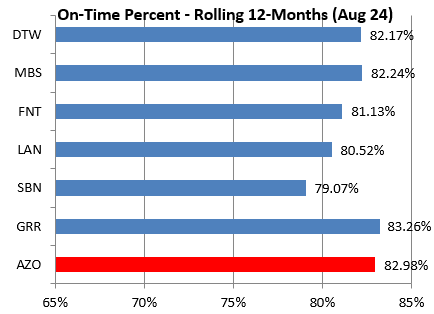 On-Time Percent - Rolling 12-Months (Aug 24)
DTW 82.17%
MBS 82.24%
FNT 81.13%
LAN 80.52%
SBN 79.07%
GRR 83.26%
AZO 82.98%
65% 70% 75% 80% 85%